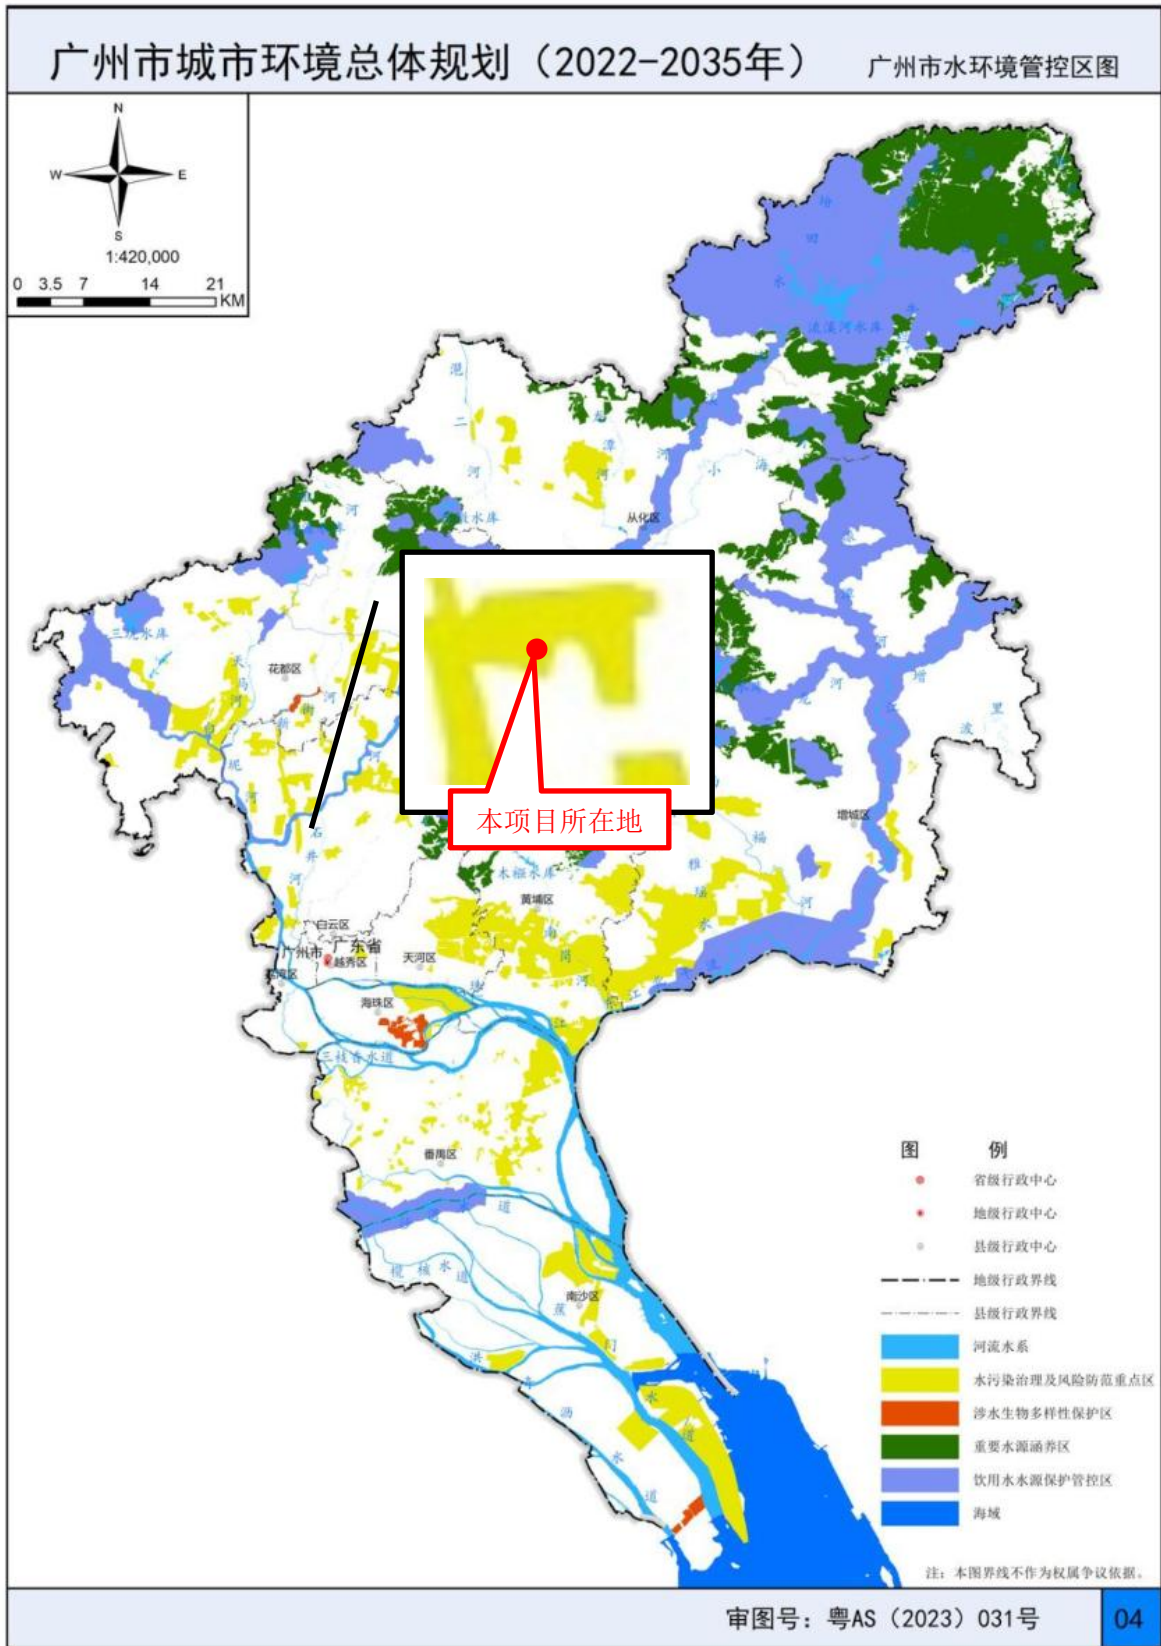 广州市城市环境总体规划（2022-2035年）
广州市水环境管控区图
N
W
E
S
1:420,000
0 3.5 7 14 21
KM
流溪河水库
从化区
三坑水库
花都区
本项目所在地
增城区
木强水库
黄埔区
白云区
广州市
广东省
越秀区
天河区
海珠区
三枝香水道
番禺区
南沙区
图 例
省级行政中心
地级行政中心
县级行政中心
地级行政界线
县级行政界线
河流水系
水污染治理及风险防范重点区
涉水生物多样性保护区
重要水源涵养区
饮用水水源保护管控区
海域
注：本图界线不作为权属争议依据。
审图号：粤AS（2023）031号
04